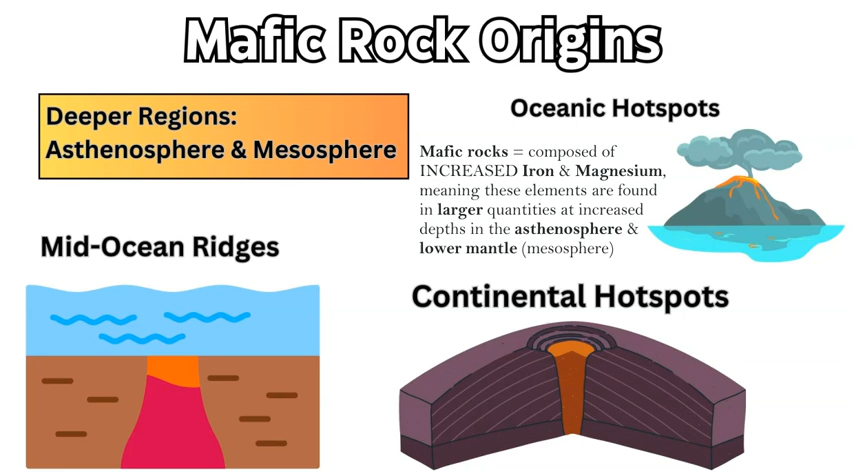 Mafic Rock Origins
Deeper Regions:
Asthenosphere & Mesosphere
Oceanic Hotspots
Mafic rocks = composed of
INCREASED Iron & Magnesium,
meaning these elements are found
in larger quantities at increased
depths in the asthenosphere &
lower mantle (mesosphere)
Mid-Ocean Ridges
Continental Hotspots